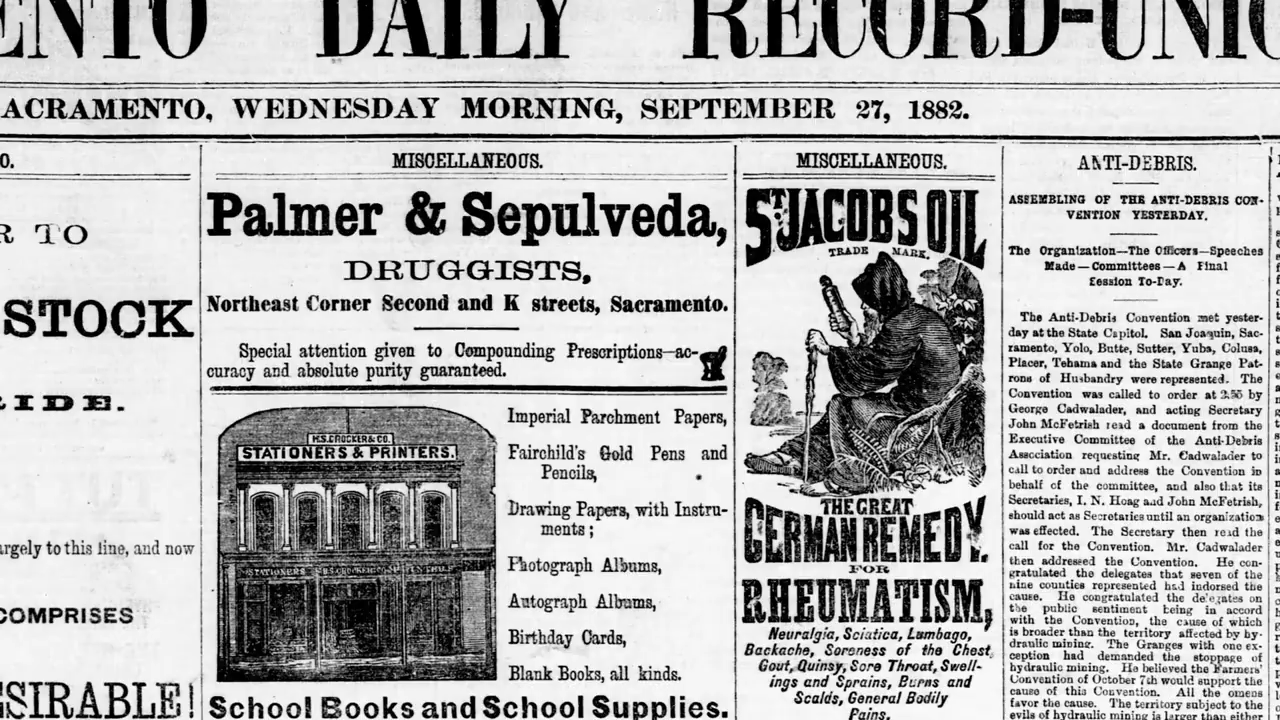 ENTO DAILY RECORD-UNIO
ACRAMENTO, WEDNESDAY MORNING, SEPTEMBER 27, 1882.
O.
R TO
STOCK
RIDE.
argely to this line, and now
COMPRISES
ESIRABLE!
MISCELLANEOUS.
Palmer & Sepulveda,
DRUGGISTS,
Northeast Corner Second and K streets, Sacramento.
Special attention given to Compounding Prescriptions—ac-
curacy and absolute purity guaranteed.
H.S. CROCKER & CO.
STATIONERS & PRINTERS.
STATIONERS H.S. CROCKER & CO.
Imperial Parchment Papers,
Fairchild's Gold Pens and
Pencils,
Drawing Papers, with Instru-
ments;
Photograph Albums,
Autograph Albums,
Birthday Cards,
Blank Books, all kinds.
School Books and School Supplies.
MISCELLANEOUS.
ST. JACOBS OIL
TRADE MARK.
THE GREAT
GERMAN REMEDY.
FOR
RHEUMATISM,
Neuralgia, Sciatica, Lumbago,
Backache, Soreness of the Chest,
Gout, Quinsy, Sore Throat, Swell-
ings and Sprains, Burns and
Scalds, General Bodily
Pains,
ANTI-DEBRIS.
ASSEMBLING OF THE ANTI-DEBRIS CON-
VENTION YESTERDAY.
The Organization—The Officers—Speeches
Made—Committees—A Final
Session To-Day.
The Anti-Debris Convention met yester-
day at the State Capitol. San Joaquin, Sac-
ramento, Yolo, Butte, Sutter, Yuba, Colusa,
Placer, Tehama and the State Grange Pat-
rons of Husbandry were represented. The
Convention was called to order at by
George Cadwalader, and acting Secretary
John McFetrish read a document from the
Executive Committee of the Anti-Debris
Association requesting Mr. Cadwalader to
call to order and address the Convention in
behalf of the committee, and also that its
Secretaries, I. N. Hoag and John McFetrish,
should act as Secretaries until an organization
was effected. The Secretary then read the
call for the Convention. Mr. Cadwalader
then addressed the Convention. He con-
gratulated the delegates that seven of the
nine counties represented had indorsed the
cause. He congratulated the delegates on
the public sentiment being in accord
with the Convention, the cause of which
is broader than the territory affected by hy-
draulic mining. The Granges with one ex-
ception had demanded the stoppage of
hydraulic mining. He believed the Farmers'
Convention of October 7th would support the
cause of this Convention. All the omens
favor the cause. The territory subject to the
evils of hydraulic mining is larger than either